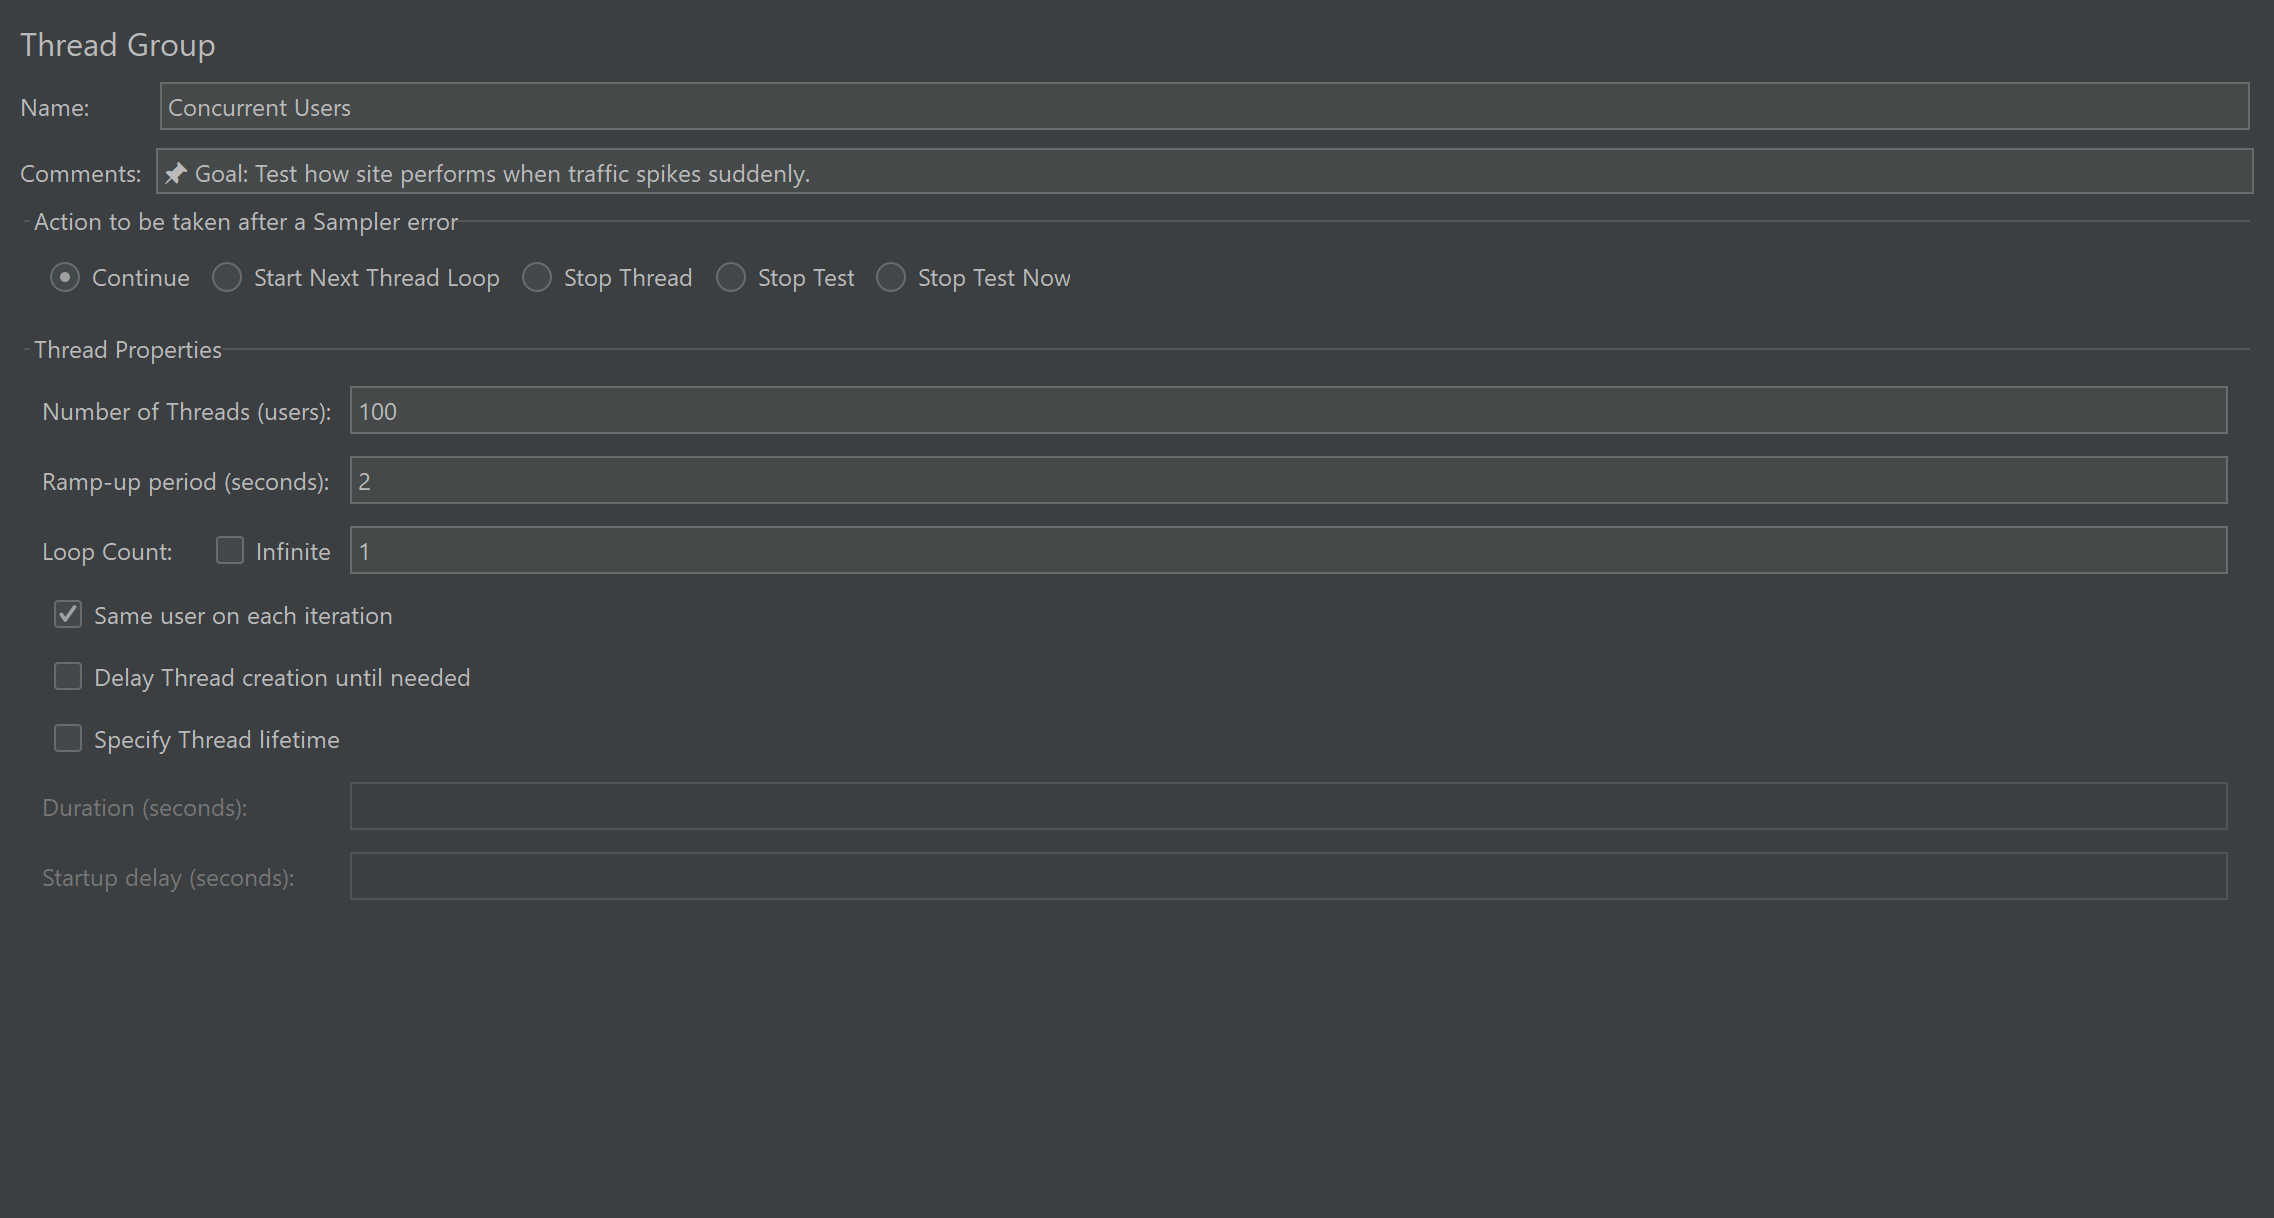 Thread Group
Name: Concurrent Users
Comments: 📌 Goal: Test how site performs when traffic spikes suddenly.
Action to be taken after a Sampler error
Continue Start Next Thread Loop Stop Thread Stop Test Stop Test Now
Thread Properties
Number of Threads (users): 100
Ramp-up period (seconds): 2
Loop Count: Infinite 1
Same user on each iteration
Delay Thread creation until needed
Specify Thread lifetime
Duration (seconds):
Startup delay (seconds):